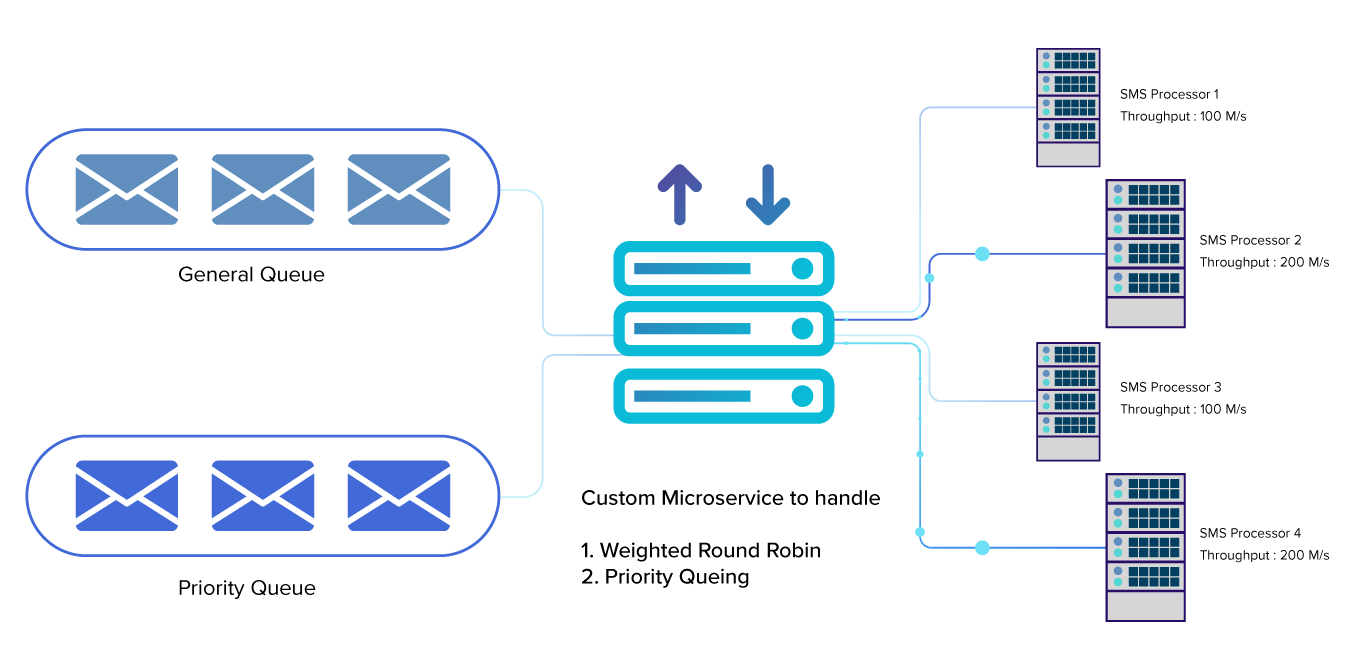 General Queue
Priority Queue
Custom Microservice to handle
1. Weighted Round Robin
2. Priority Queing
SMS Processor 1
Throughput : 100 M/s
SMS Processor 2
Throughput : 200 M/s
SMS Processor 3
Throughput : 100 M/s
SMS Processor 4
Throughput : 200 M/s